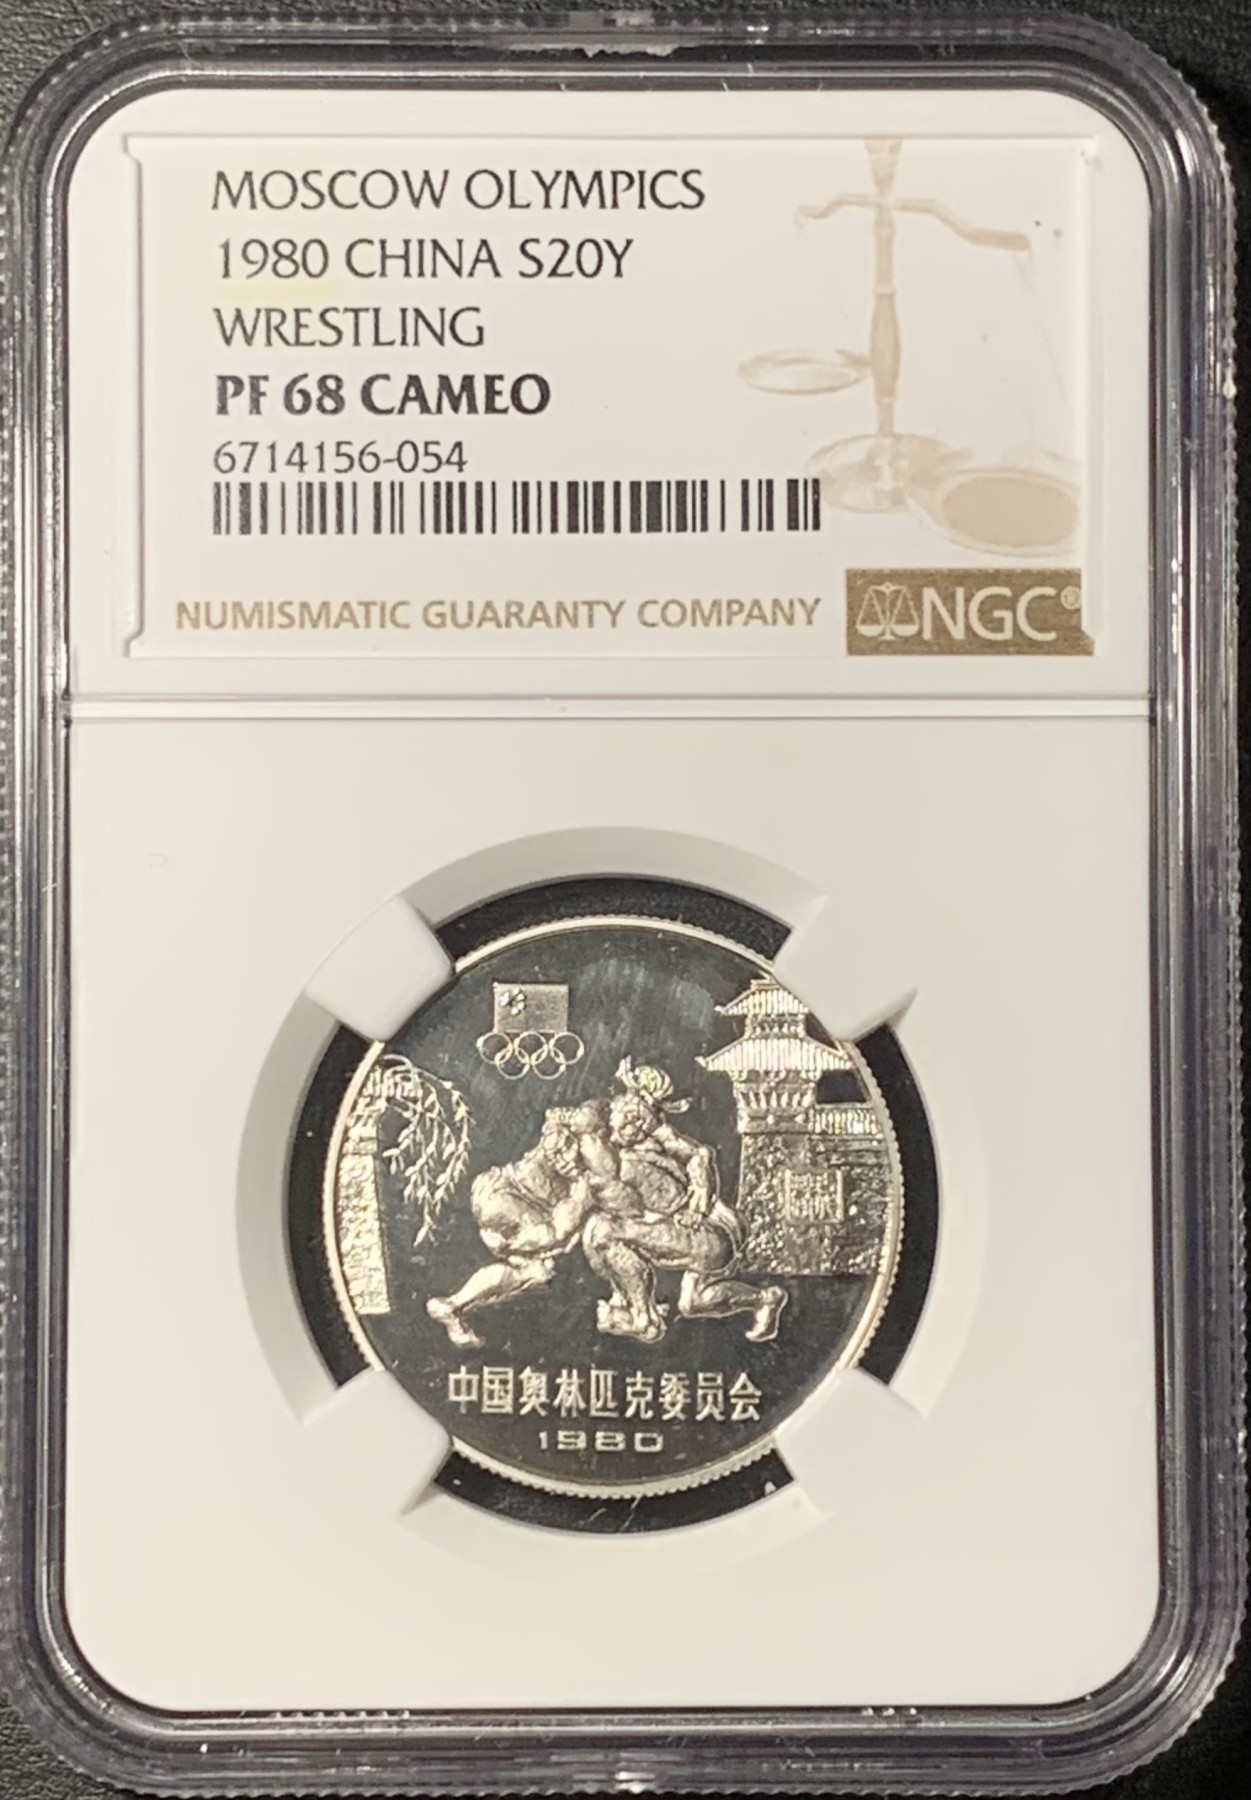 MOSCOW OLYMPICS
1980 CHINA S20Y
WRESTLING
PF 68 CAMEO
6714156-054
NUMISMATIC GUARANTY COMPANY
NGC®
中国奥林匹克委员会
1980